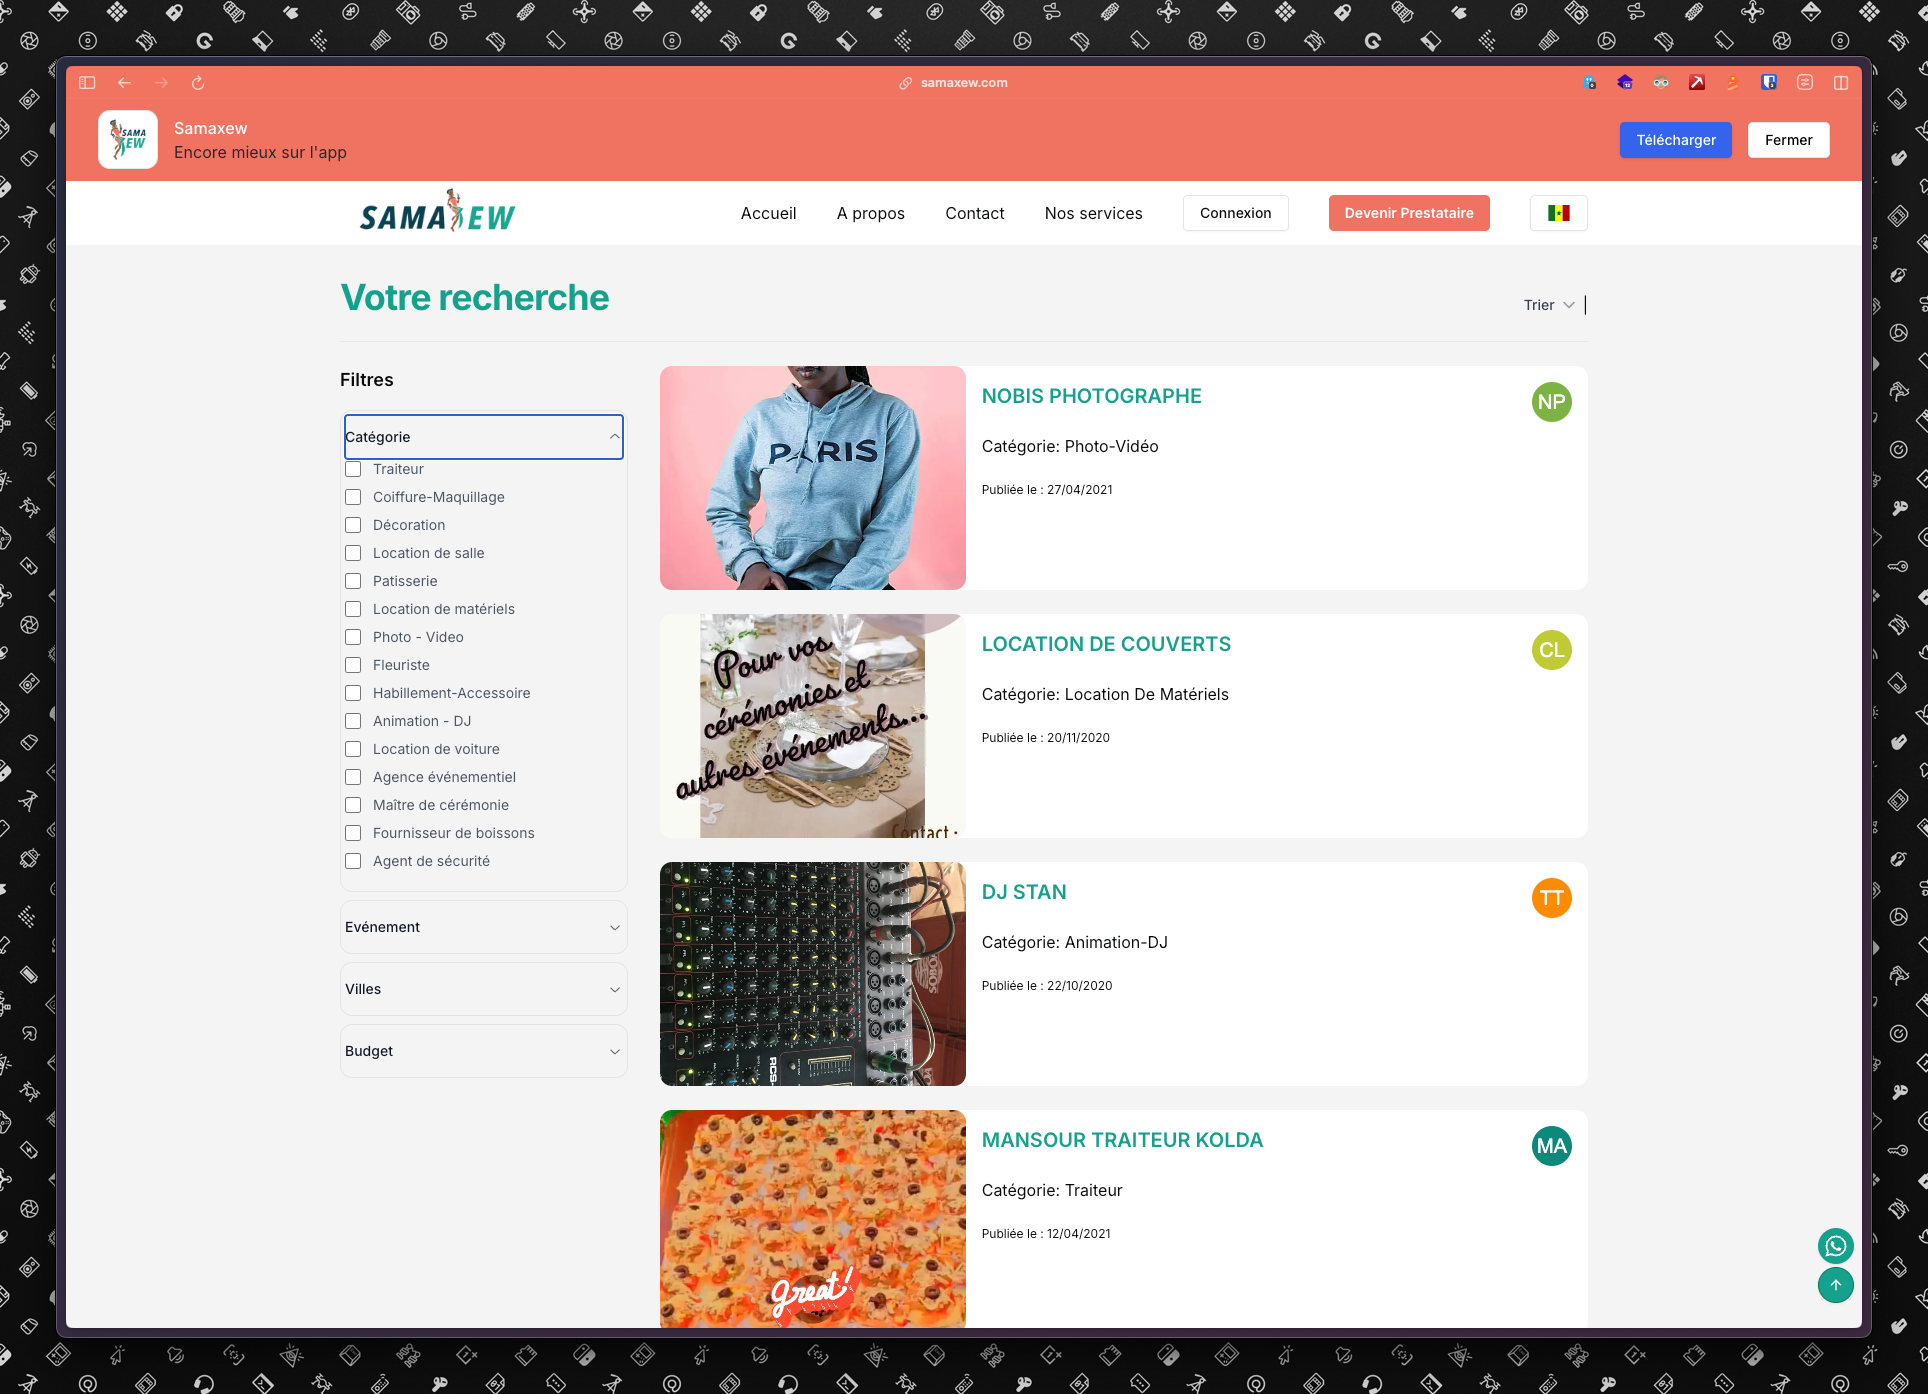 samaxew.com
SAMA
XEW
Samaxew
Encore mieux sur l'app
Télécharger
Fermer
SAMAXEW
Accueil
A propos
Contact
Nos services
Connexion
Devenir Prestataire
Votre recherche
Trier
Filtres
Catégorie
Traiteur
Coiffure-Maquillage
Décoration
Location de salle
Patisserie
Location de matériels
Photo - Video
Fleuriste
Habillement-Accessoire
Animation - DJ
Location de voiture
Agence événementiel
Maître de cérémonie
Fournisseur de boissons
Agent de sécurité
Evénement
Villes
Budget
PARIS
NOBIS PHOTOGRAPHE
NP
Catégorie: Photo-Vidéo
Publiée le : 27/04/2021
Pour vos
cérémonies et
autres événements...
Contact :
LOCATION DE COUVERTS
CL
Catégorie: Location De Matériels
Publiée le : 20/11/2020
DJ STAN
TT
Catégorie: Animation-DJ
Publiée le : 22/10/2020
great!
MANSOUR TRAITEUR KOLDA
MA
Catégorie: Traiteur
Publiée le : 12/04/2021